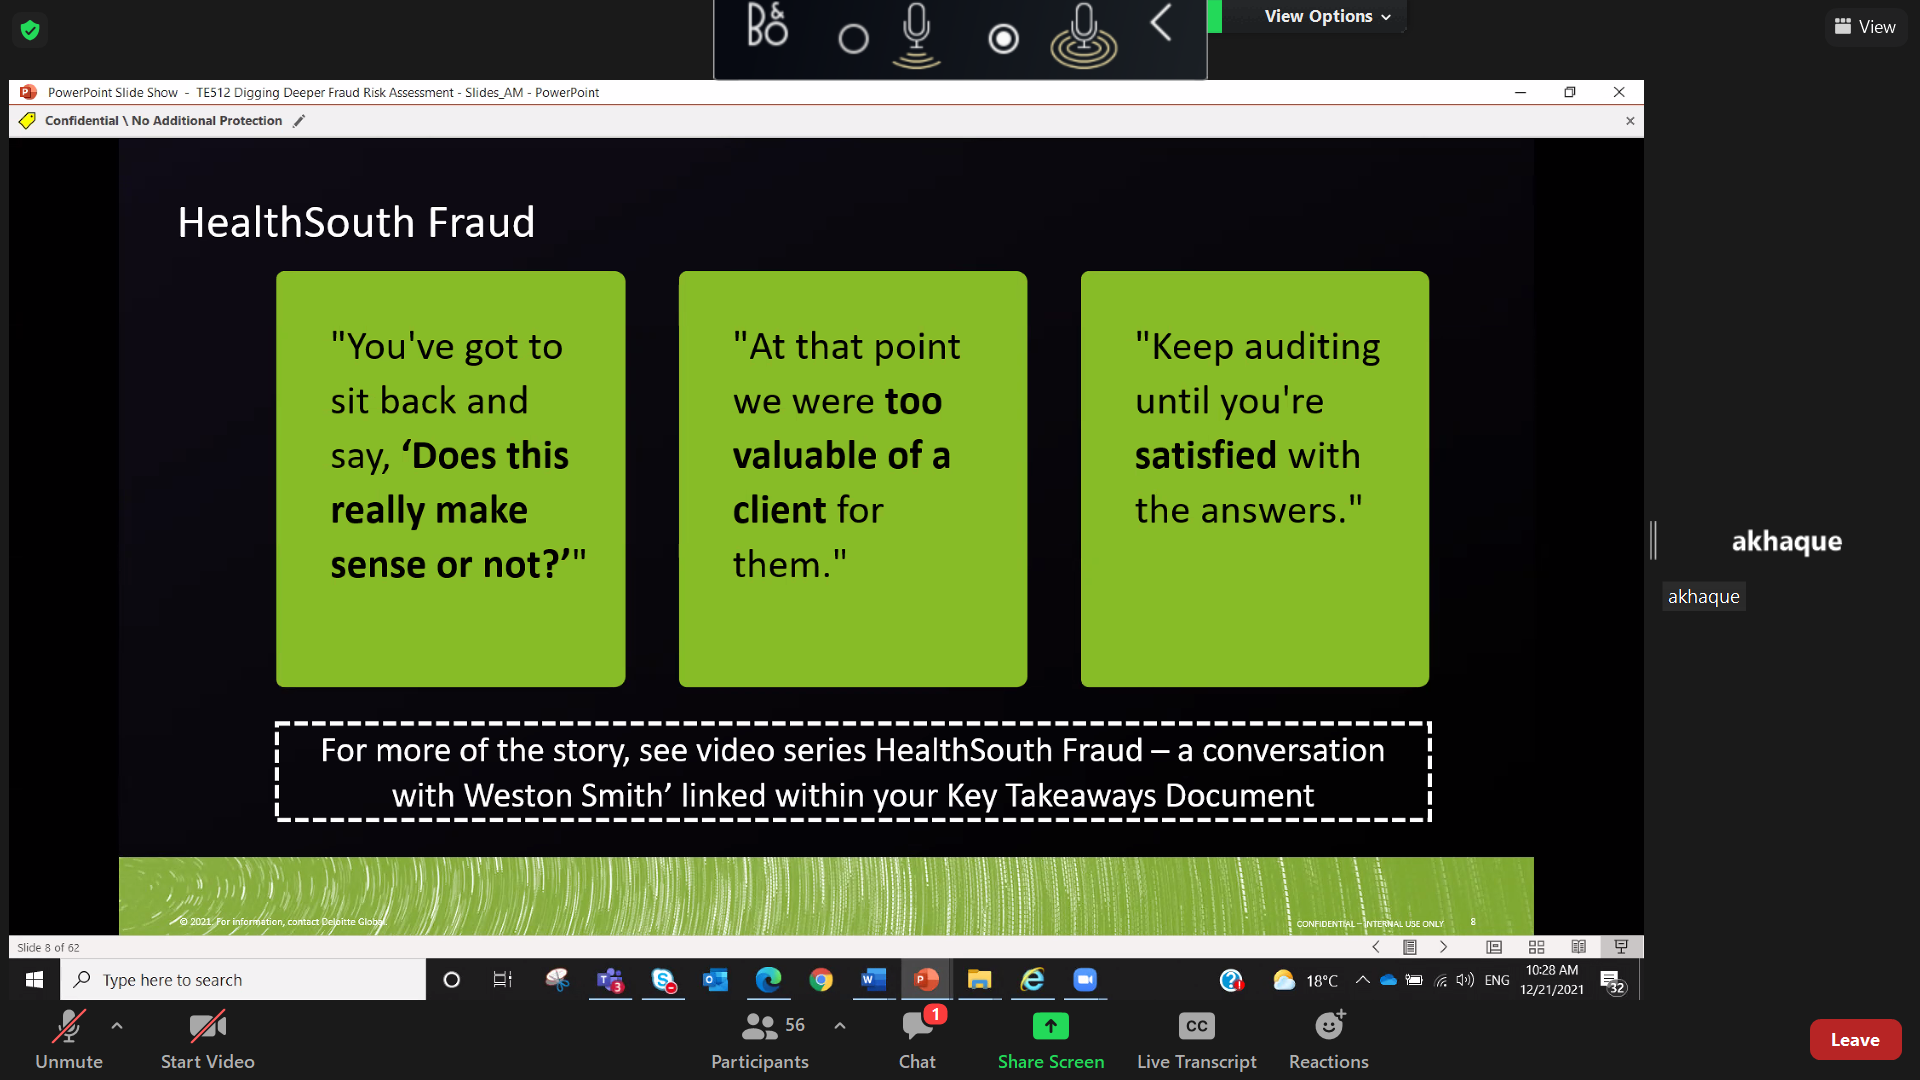 B&O
View Options
View
PowerPoint Slide Show - TE512 Digging Deeper Fraud Risk Assessment - Slides_AM - PowerPoint
Confidential \ No Additional Protection
HealthSouth Fraud
"You've got to
sit back and
say, ‘Does this
really make
sense or not?’"
"At that point
we were too
valuable of a
client for
them."
"Keep auditing
until you're
satisfied with
the answers."
For more of the story, see video series HealthSouth Fraud – a conversation
with Weston Smith’ linked within your Key Takeaways Document
akhaque
akhaque
© 2021. For information, contact Deloitte Global.
CONFIDENTIAL – INTERNAL USE ONLY 8
Slide 8 of 62
Type here to search
3
18°C
ENG
10:28 AM
12/21/2021
32
Unmute
Start Video
56
Participants
1
Chat
Share Screen
CC
Live Transcript
Reactions
Leave